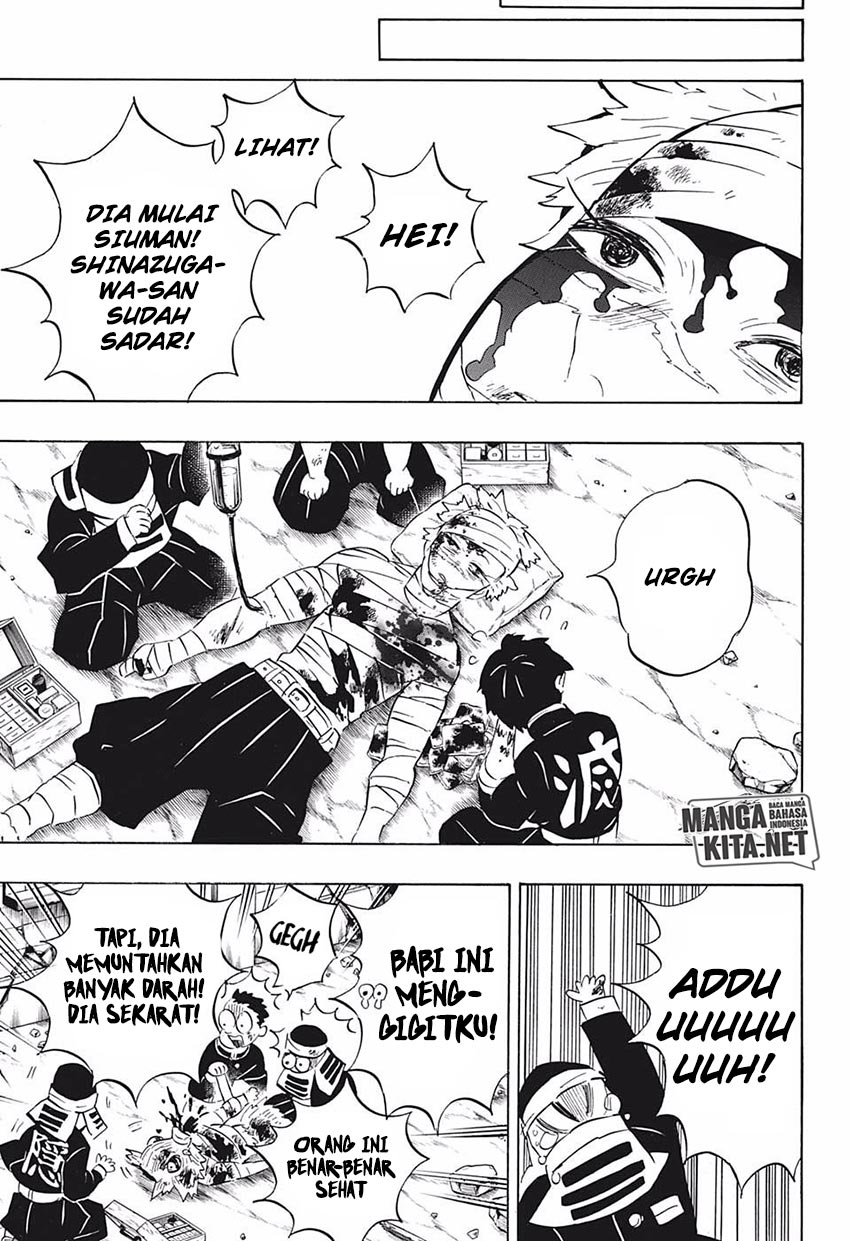 HEI!
LIHAT!
DIA MULAI
SIUMAN!
SHINAZUGA-
WA-SAN
SUDAH
SADAR!
URGH
滅
MANGA
KITA.NET
BACA MANGA
BAHASA
INDONESIA
ADDU
UUUUU
UUH!
BABI INI
MENG-
GIGITKU!
??
GEGH
TAPI, DIA
MEMUNTAHKAN
BANYAK DARAH!
DIA SEKARAT!
ORANG INI
BENAR-BENAR
SEHAT